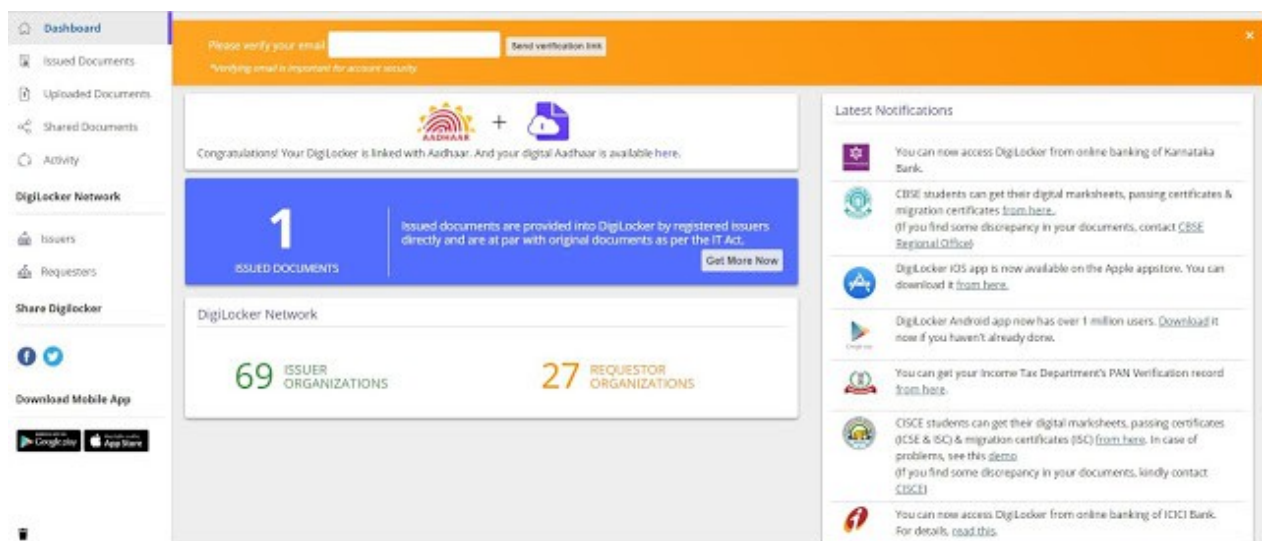 Dashboard
Issued Documents
Uploaded Documents
Shared Documents
Activity
DigiLocker Network
Issuers
Requesters
Share Digilocker
Download Mobile App
Google play
App Store
Please verify your email
Send verification link
*Verifying email is important for account security
×
AADHAAR
+
Congratulations! Your DigiLocker is linked with Aadhaar. And your digital Aadhaar is available here.
1
ISSUED DOCUMENTS
Issued documents are provided into DigiLocker by registered issuers
directly and are at par with original documents as per the IT Act.
Get More Now
DigiLocker Network
69 ISSUER
ORGANIZATIONS
27 REQUESTOR
ORGANIZATIONS
Latest Notifications
You can now access DigiLocker from online banking of Karnataka
Bank.
CBSE students can get their digital marksheets, passing certificates &
migration certificates from here.
(If you find some discrepancy in your documents, contact CBSE
Regional Office)
DigiLocker iOS app is now available on the Apple appstore. You can
download it from here.
DigiLocker Android app now has over 1 million users. Download it
now if you haven't already done.
You can get your Income Tax Department's PAN Verification record
from here.
CISCE students can get their digital marksheets, passing certificates
(ICSE & ISC) & migration certificates (ISC) from here. In case of
problems, see this demo
(If you find some discrepancy in your documents, kindly contact
CISCE)
You can now access DigiLocker from online banking of ICICI Bank.
For details, read this.